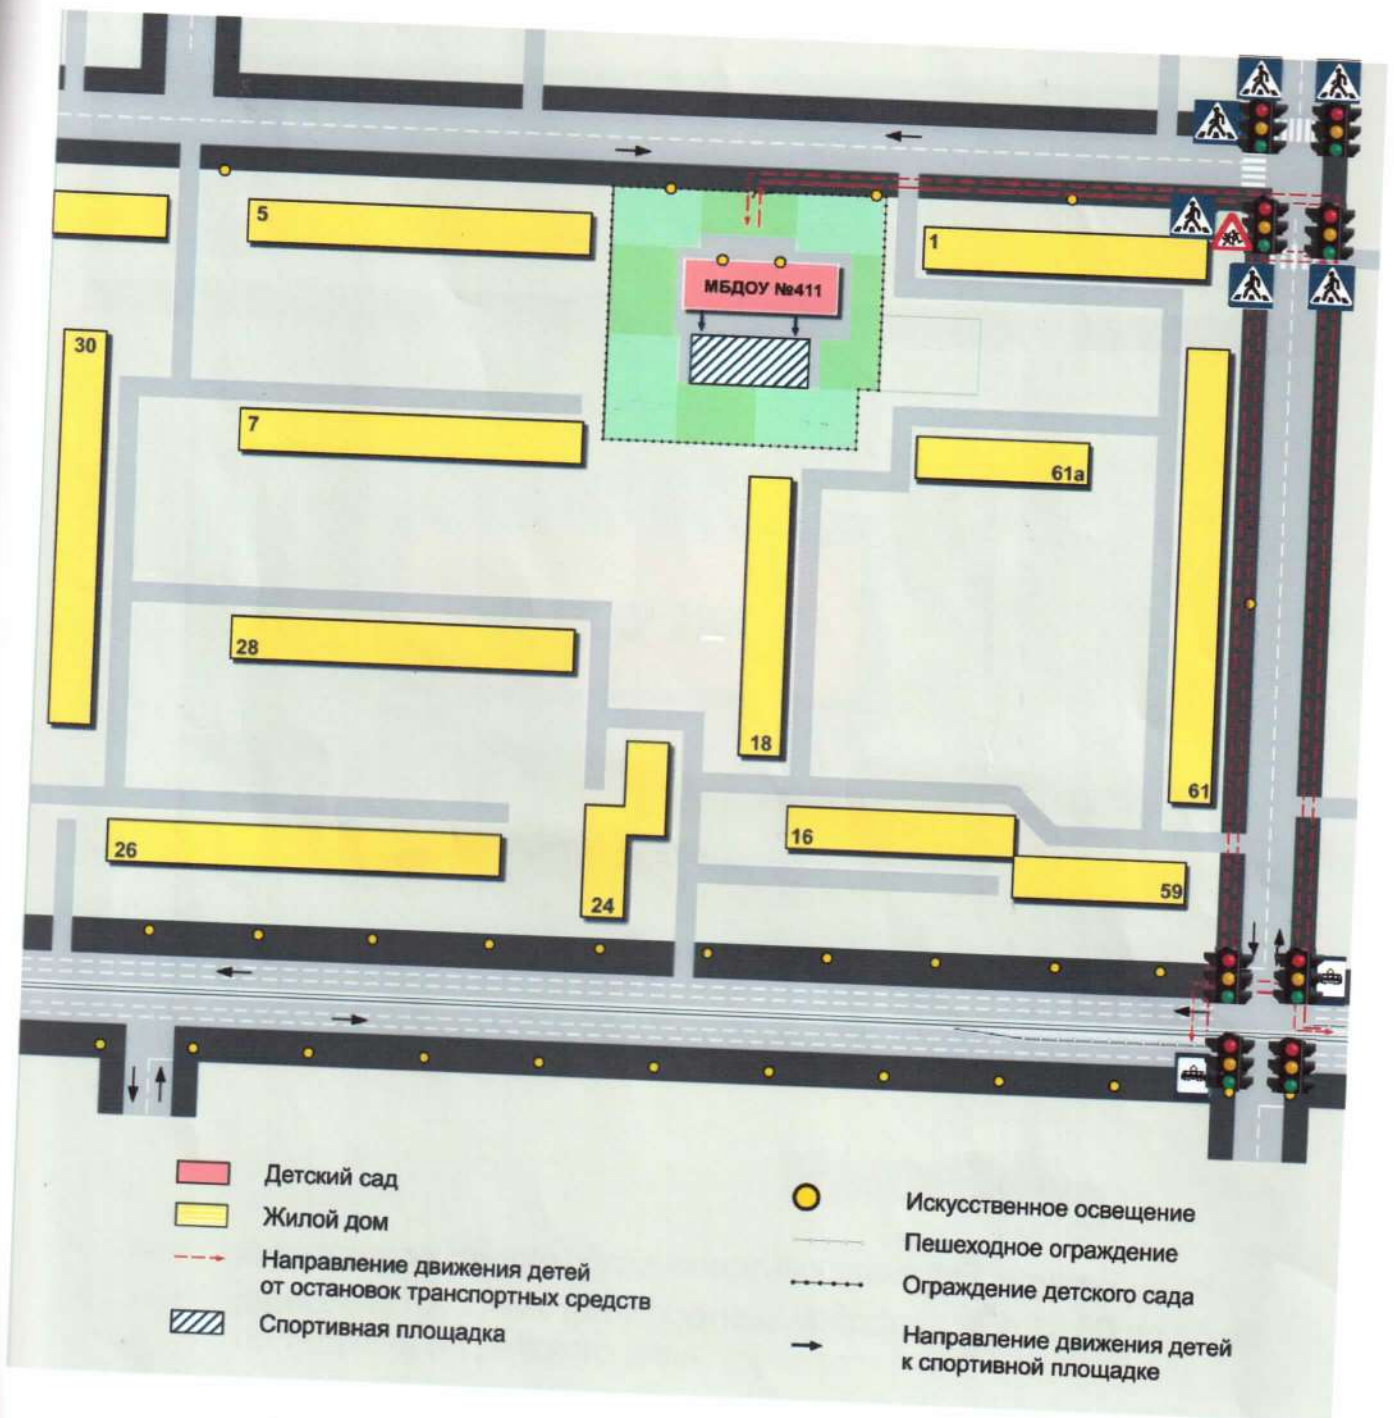 5
1
МБДОУ №411
30
7
61а
28
18
61
26
16
24
59
Детский сад
Жилой дом
Направление движения детей
от остановок транспортных средств
Спортивная площадка
Искусственное освещение
Пешеходное ограждение
Ограждение детского сада
Направление движения детей
к спортивной площадке